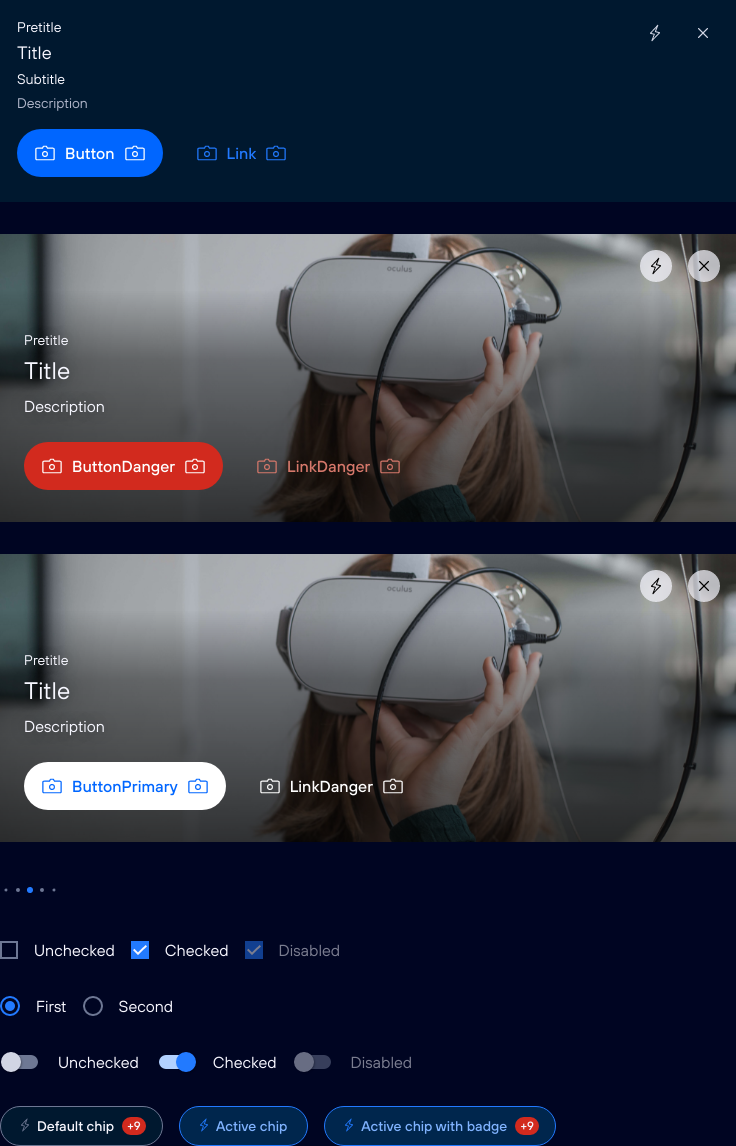 Pretitle
Title
Subtitle
Description
Button Link
oculus
Pretitle
Title
Description
ButtonDanger LinkDanger
oculus
Pretitle
Title
Description
ButtonPrimary LinkDanger
Unchecked Checked Disabled
First Second
Unchecked Checked Disabled
Default chip +9 Active chip Active chip with badge +9